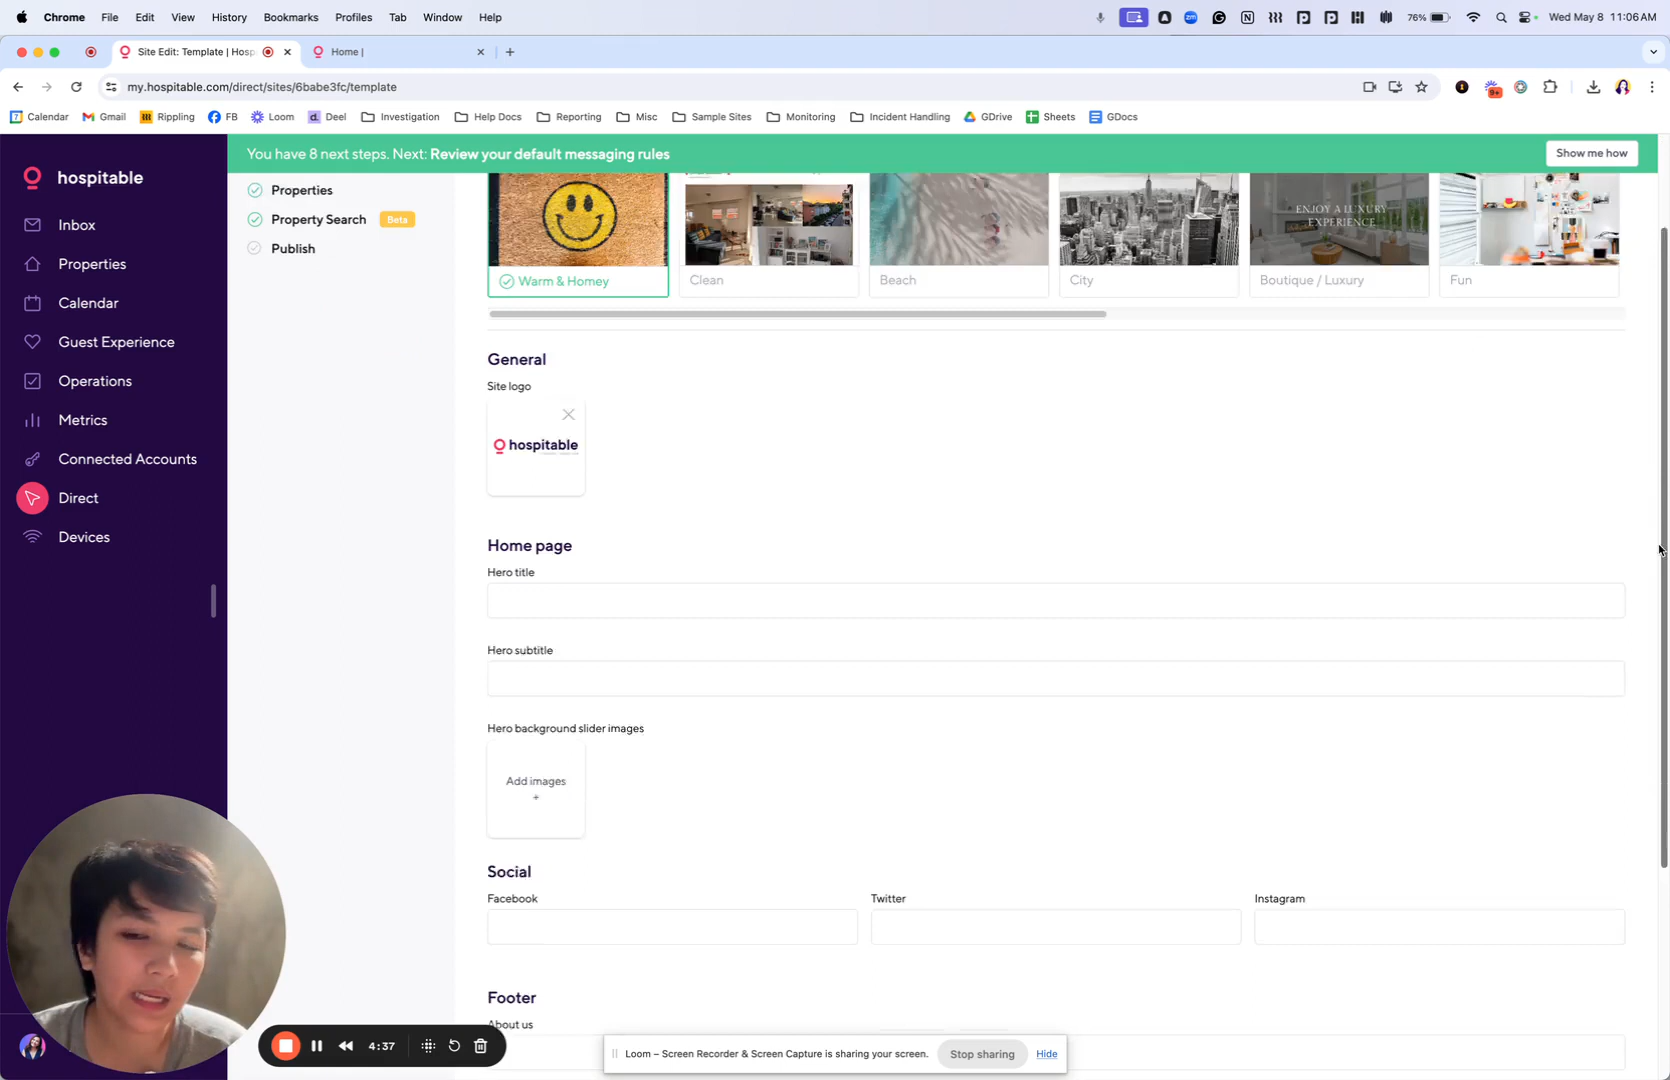 Chrome File Edit View History Bookmarks Profiles Tab Window Help 76% Wed May 8 11:06 AM
Site Edit: Template | Hosp Home |
my.hospitable.com/direct/sites/6babe3fc/template 9+
7 Calendar Gmail Rippling FB Loom Deel Investigation Help Docs Reporting Misc Sample Sites Monitoring Incident Handling GDrive Sheets GDocs
hospitable
Inbox
Properties
Calendar
Guest Experience
Operations
Metrics
Connected Accounts
Direct
Devices
You have 8 next steps. Next: Review your default messaging rules Show me how
Properties
Property Search Beta
Publish
ENJOY A LUXURY
EXPERIENCE
Warm & Homey Clean Beach City Boutique / Luxury Fun
General
Site logo
hospitable
Home page
Hero title
Hero subtitle
Hero background slider images
Add images
+
Social
Facebook Twitter Instagram
Footer
About us
4:37
Loom – Screen Recorder & Screen Capture is sharing your screen. Stop sharing Hide